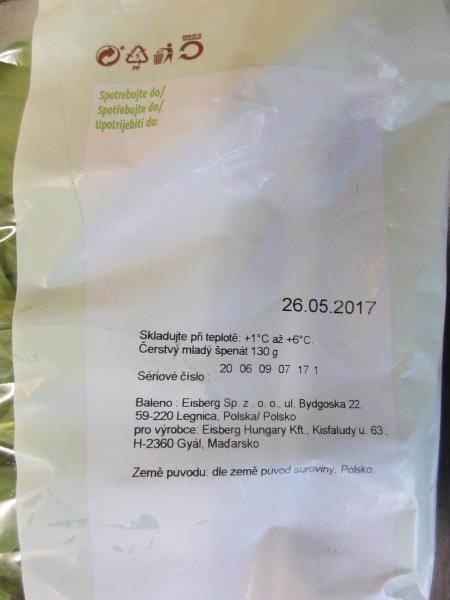 Spotrebujte do/
Spotřebujte do/
Upotrijebiti do:
26.05.2017
Skladujte při teplotě: +1°C až +6°C.
Čerstvý mladý špenát 130 g
Sériové číslo : 20 06 09 07 17 1
Baleno : Eisberg Sp. z . o. o., ul. Bydgoska 22,
59-220 Legnica, Polska/ Polsko
pro výrobce: Eisberg Hungary Kft., Kisfaludy u. 63.,
H-2360 Gyál, Maďarsko
Země puvodu: dle země puvod suroviny, Polsko.